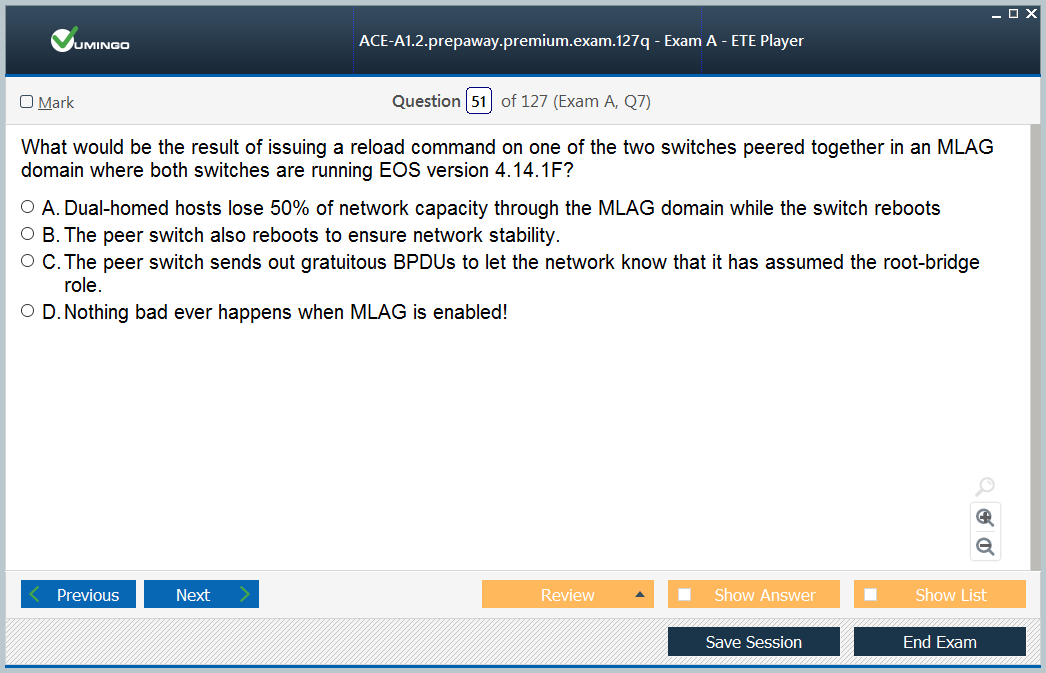 VUMINGO
ACE-A1.2.prepaway.premium.exam.127q - Exam A - ETE Player
Mark
Question 51 of 127 (Exam A, Q7)
What would be the result of issuing a reload command on one of the two switches peered together in an MLAG
domain where both switches are running EOS version 4.14.1F?
A. Dual-homed hosts lose 50% of network capacity through the MLAG domain while the switch reboots
B. The peer switch also reboots to ensure network stability.
C. The peer switch sends out gratuitous BPDUs to let the network know that it has assumed the root-bridge
role.
D. Nothing bad ever happens when MLAG is enabled!
Previous
Next
Review
Show Answer
Show List
Save Session
End Exam